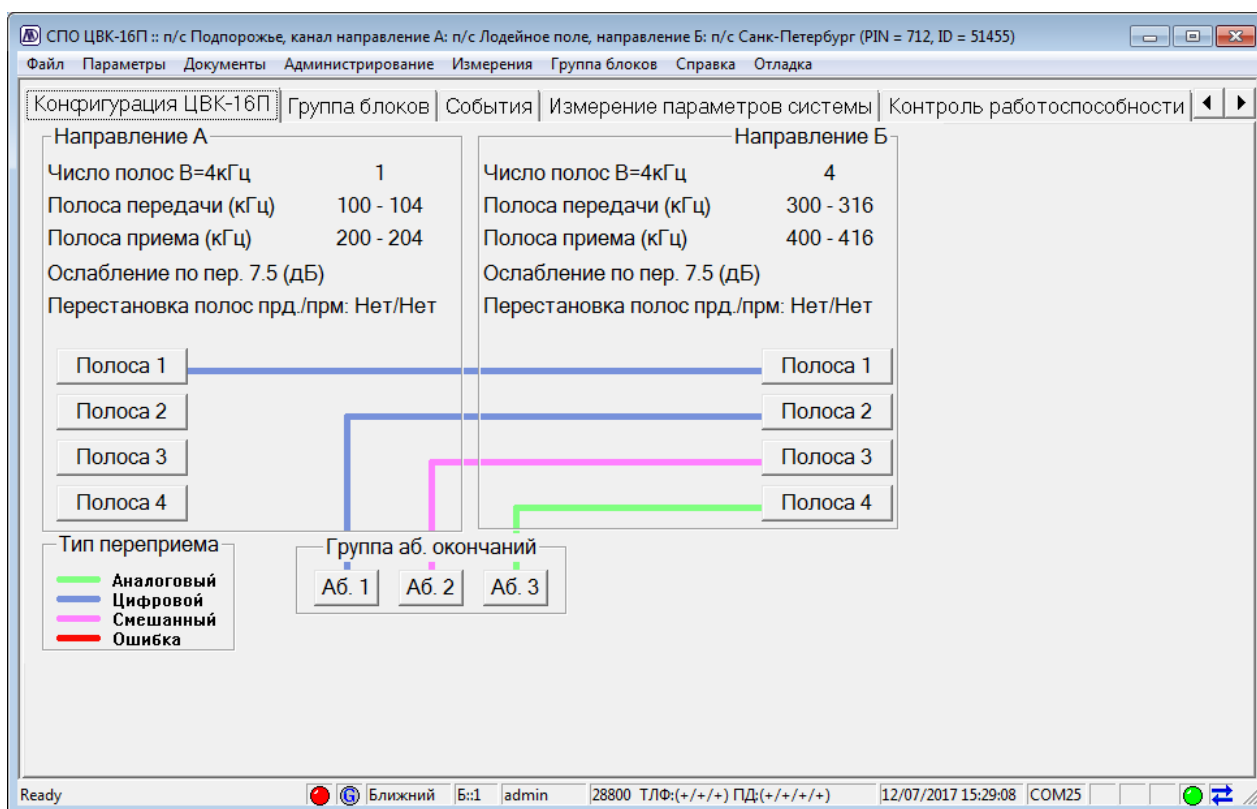 СПО ЦВК-16П :: п/с Подпорожье, канал направление А: п/с Лодейное поле, направление Б: п/с Санк-Петербург (PIN = 712, ID = 51455)
Файл Параметры Документы Администрирование Измерения Группа блоков Справка Отладка
Конфигурация ЦВК-16П Группа блоков События Измерение параметров системы Контроль работоспособности
Направление А
Число полос В=4кГц 1
Полоса передачи (кГц) 100 - 104
Полоса приема (кГц) 200 - 204
Ослабление по пер. 7.5 (дБ)
Перестановка полос прд./прм: Нет/Нет
Полоса 1
Полоса 2
Полоса 3
Полоса 4
Направление Б
Число полос В=4кГц 4
Полоса передачи (кГц) 300 - 316
Полоса приема (кГц) 400 - 416
Ослабление по пер. 7.5 (дБ)
Перестановка полос прд./прм: Нет/Нет
Полоса 1
Полоса 2
Полоса 3
Полоса 4
Тип переприема
Аналоговый
Цифровой
Смешанный
Ошибка
Группа аб. окончаний
Аб. 1 Аб. 2 Аб. 3
Ready G Ближний Б::1 admin 28800 ТЛФ:(+/+/+) ПД:(+/+/+/+) 12/07/2017 15:29:08 COM25